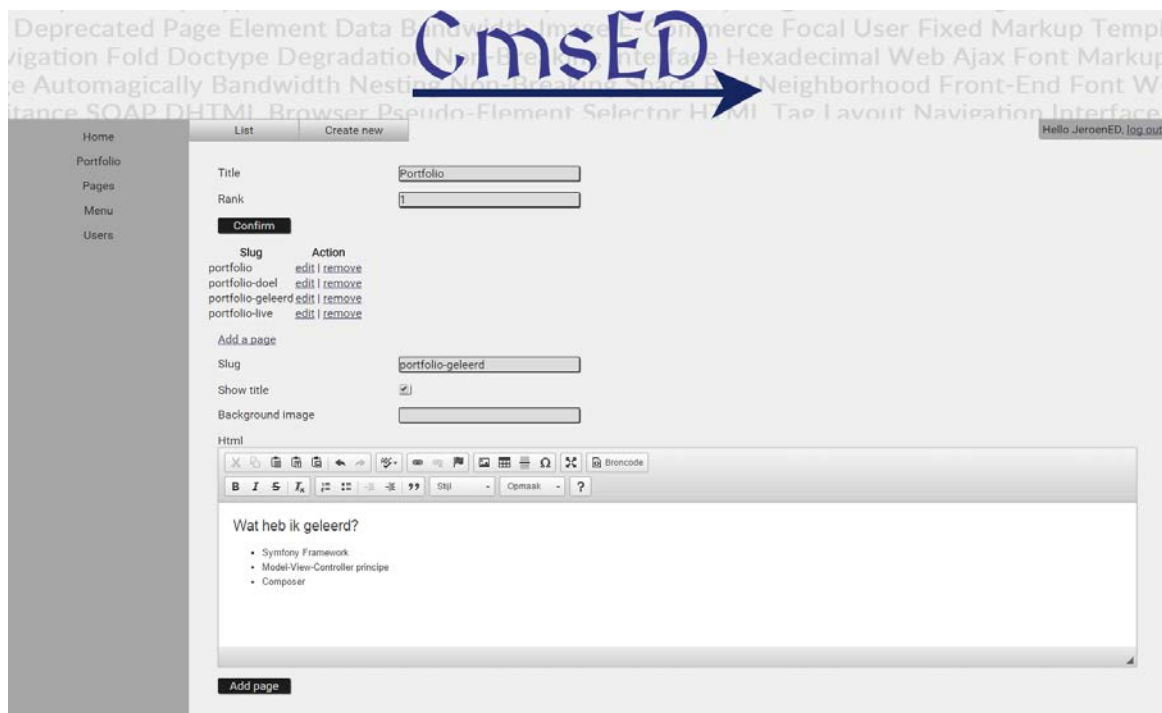 Deprecated Page Element Data Bandwidth Image E-Commerce Focal User Fixed Markup Templ
CmsED
vigation Fold Doctype Degradation Non-Breaking Interface Hexadecimal Web Ajax Font Markup
e Automagically Bandwidth Nesting Non-Breaking Space Neighborhood Front-End Font W
itance SOAP DHTML Browser Pseudo-Element Selector HTML Tag Layout Navigation Interface
Home
Portfolio
Pages
Menu
Users
List Create new
Hello JeroenED, log out
Title Portfolio
Rank 1
Confirm
Slug Action
portfolio edit | remove
portfolio-doel edit | remove
portfolio-geleerd edit | remove
portfolio-live edit | remove
Add a page
Slug portfolio-geleerd
Show title
Background image
Html
Broncode
B I S Tx Stijl Opmaak ?
Wat heb ik geleerd?
• Symfony Framework
• Model-View-Controller principe
• Composer
Add page